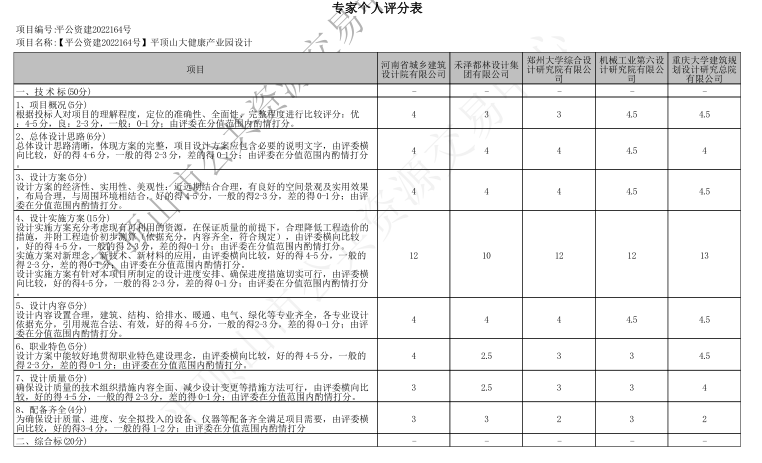 专家个人评分表
项目编号:平公资建2022164号
项目名称:【平公资建2022164号】平顶山大健康产业园设计
项目 河南省城乡建筑设计院有限公司 禾泽都林设计集团有限公司 郑州大学综合设计研究院有限公司 机械工业第六设计研究院有限公司 重庆大学建筑规划设计研究总院有限公司
一、技术标(50分) - - - - -
1、项目概况(5分)
根据投标人对项目的理解程度，定位的准确性、全面性，完整程度进行比较评分：优
：4-5分，良：2-3分，一般：0-1分；由评委在分值范围内酌情打分。
4 3 3 4.5 4.5
2、总体设计思路(6分)
总体设计思路清晰，体现方案的完整，项目设计方案应包含必要的说明文字，由评委横
向比较，好的得4-6分，一般的得2-3分，差的得0-1分；由评委在分值范围内酌情打分
。
4 4 4 4.5 4
3、设计方案(5分)
设计方案的经济性、实用性、美观性；近远期结合合理，有良好的空间景观及实用效果
，布局合理，与周围环境相结合，好的得4-5分，一般的得2-3分，差的得0-1分；由评
委在分值范围内酌情打分。
4 4 4 4.5 4.5
4、设计实施方案(15分)
设计实施方案充分考虑现有可利用的资源，在保证质量的前提下，合理降低工程造价的
措施，并附工程造价初步测算（依据充分，内容齐全，符合规定），由评委横向比较
，好的得4-5分，一般的得2-3分，差的得0-1分；由评委在分值范围内酌情打分。
实施方案对新理念、新技术、新材料的应用，由评委横向比较，好的得4-5分，一般的
得2-3分，差的得0-1分，由评委在分值范围内酌情打分。
设计实施方案有针对本项目所制定的设计进度安排、确保进度措施切实可行，由评委横
向比较，好的得4-5分，一般的得2-3分，差的得0-1分；由评委在分值范围内酌情打分
。
12 10 12 12 13
5、设计内容(5分)
设计内容设置合理，建筑、结构、给排水、暖通、电气、绿化等专业齐全，各专业设计
依据充分，引用规范合法、有效，好的得4-5分，一般的得2-3分，差的得0-1分；由评
委在分值范围内酌情打分。
4 4 4 4.5 4.5
6、职业特色(5分)
设计方案中能较好地贯彻职业特色建设理念，由评委横向比较，好的得4-5分，一般的
得2-3分，差的得0-1分；由评委在分值范围内酌情打分。
4 2.5 3 3 4.5
7、设计质量(5分)
确保设计质量的技术组织措施内容全面、减少设计变更等措施方法可行，由评委横向比
较，好的得4-5分，一般的得2-3分，差的得0-1分，由评委在分值范围内酌情打分。
3 2.5 3 3 4
8、配备齐全(4分)
为确保设计质量、进度、安全拟投入的设备、仪器等配备齐全满足项目需要，由评委横
向比较，好的得3-4分，一般的得1-2分；由评委在分值范围内酌情打分
3 3 2 3 2
二、综合标(20分) - - - - -